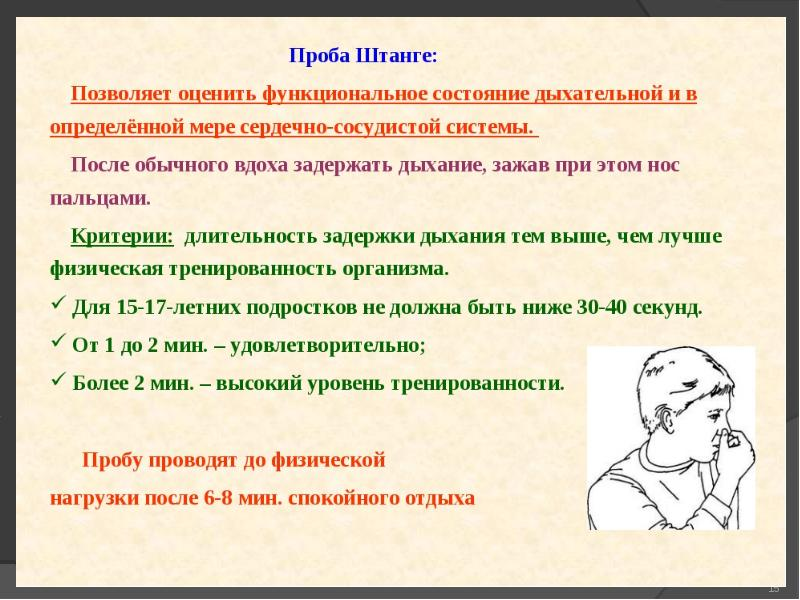 Проба Штанге:
Позволяет оценить функциональное состояние дыхательной и в
определённой мере сердечно-сосудистой системы.
После обычного вдоха задержать дыхание, зажав при этом нос
пальцами.
Критерии: длительность задержки дыхания тем выше, чем лучше
физическая тренированность организма.
✓ Для 15-17-летних подростков не должна быть ниже 30-40 секунд.
✓ От 1 до 2 мин. – удовлетворительно;
✓ Более 2 мин. – высокий уровень тренированности.
Пробу проводят до физической
нагрузки после 6-8 мин. спокойного отдыха
15